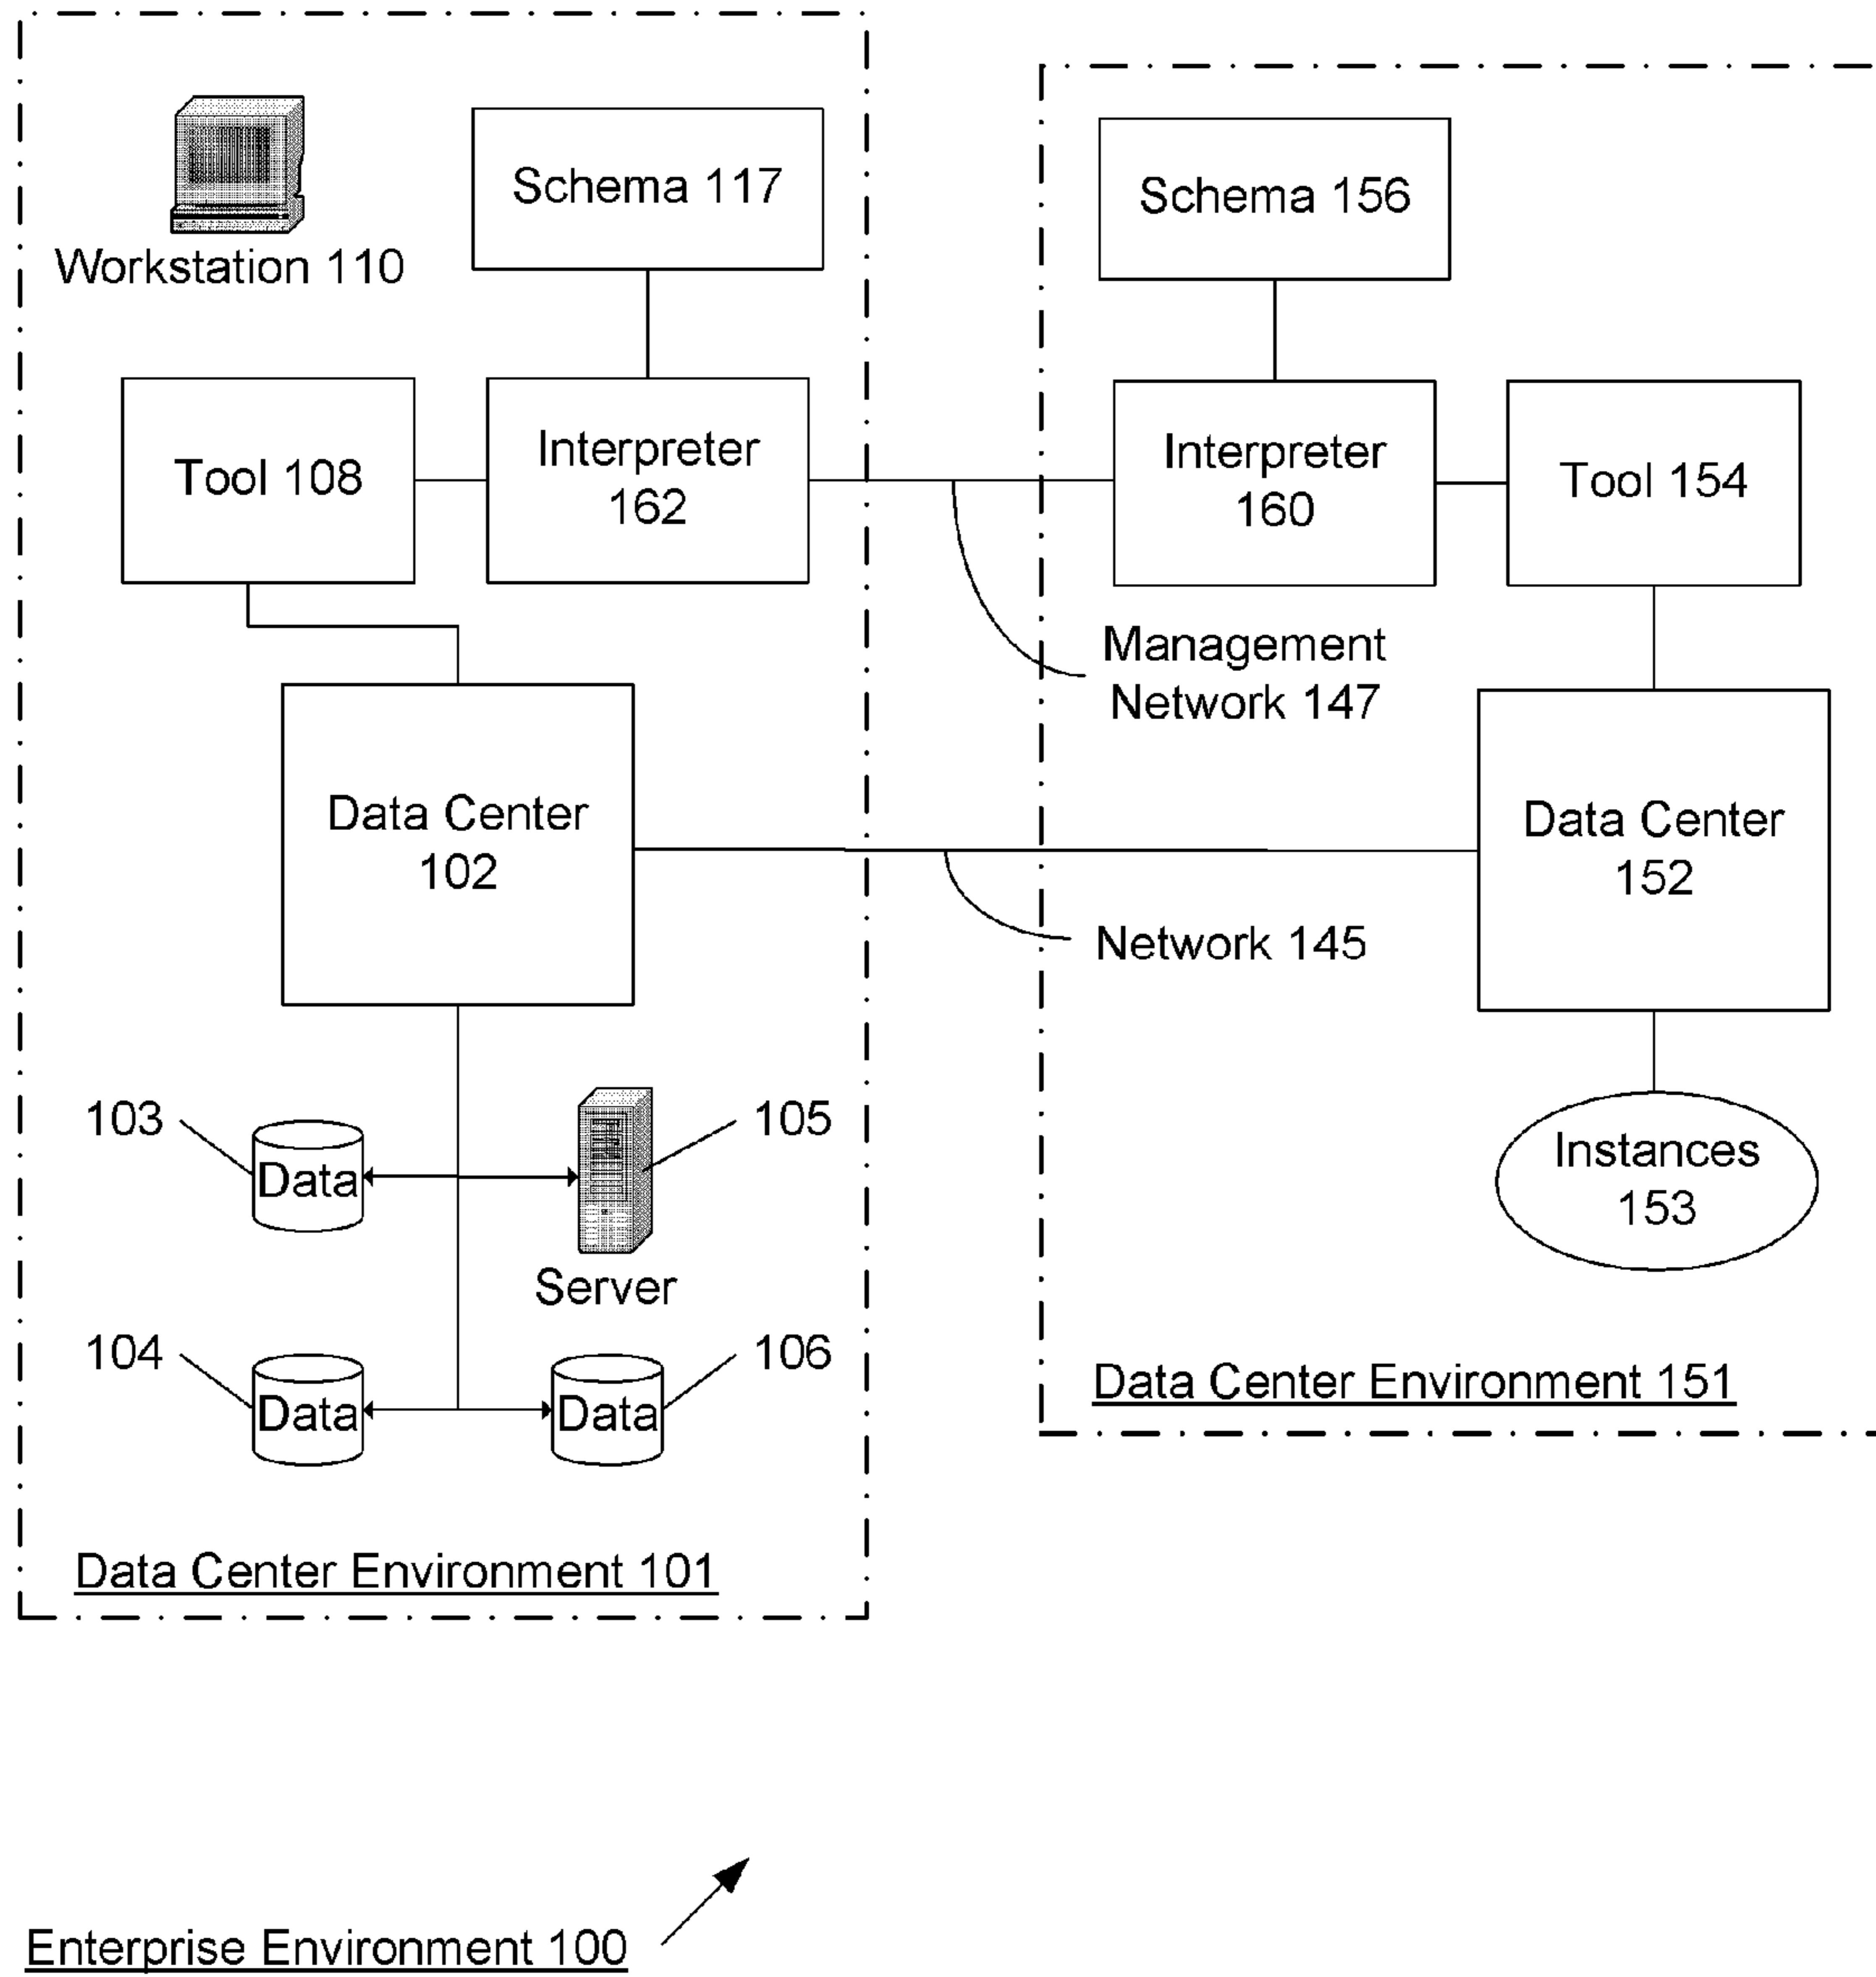 Workstation 110
Schema 117
Schema 156
Tool 108
Interpreter
162
Interpreter
160
Tool 154
Management
Network 147
Data Center
102
Data Center
152
Network 145
103
Data
105
Server
Instances
153
104
Data
106
Data
Data Center Environment 151
Data Center Environment 101
Enterprise Environment 100